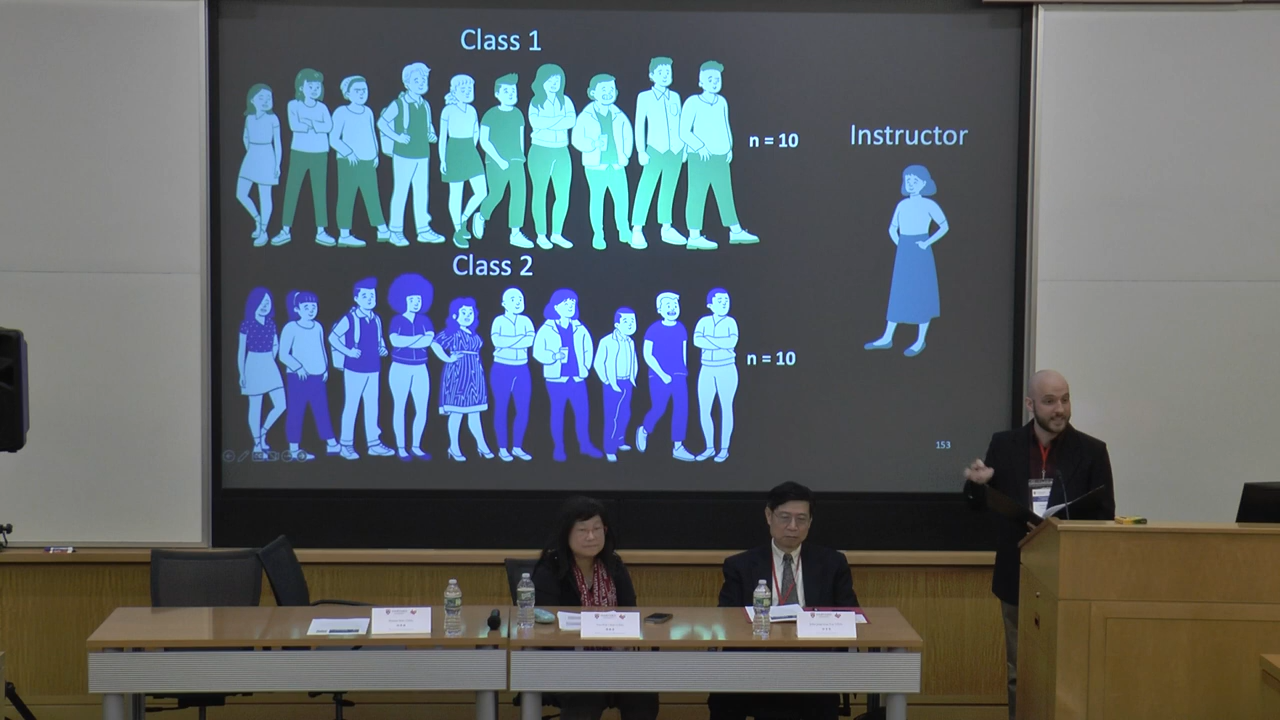 Class 1
n = 10
Instructor
Class 2
n = 10
153